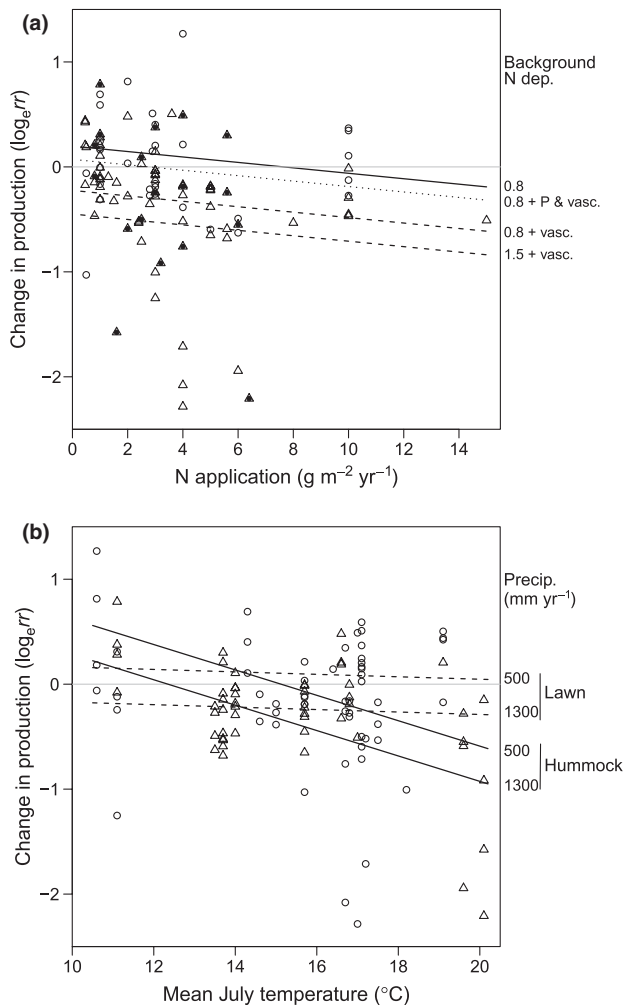 (a)
Background
N dep.
1
0
−1
−2
0.8
0.8 + P & vasc.
0.8 + vasc.
1.5 + vasc.
Change in production (logₑrr)
0 2 4 6 8 10 12 14
N application (g m⁻² yr⁻¹)
(b)
Precip.
(mm yr⁻¹)
1
0
−1
−2
500
Lawn
1300
500
Hummock
1300
Change in production (logₑrr)
10 12 14 16 18 20
Mean July temperature (°C)